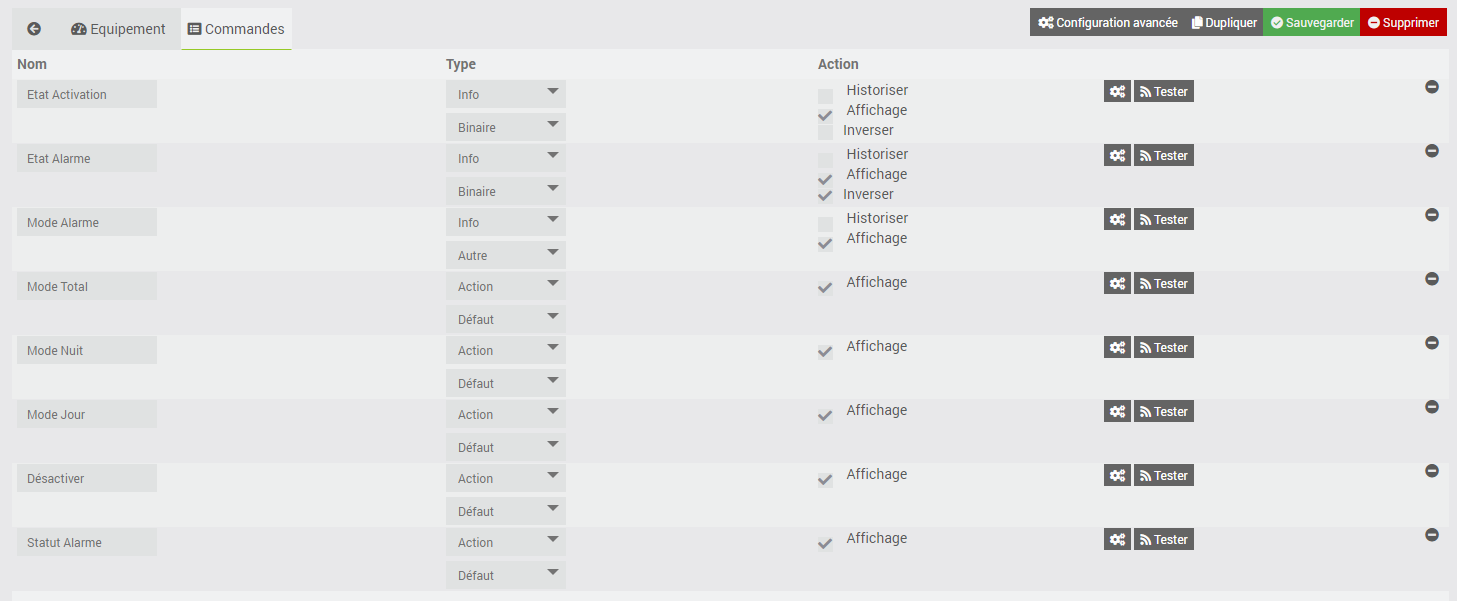 Equipement Commandes Configuration avancée Dupliquer Sauvegarder Supprimer
Nom Type Action
Etat Activation Info Historiser Tester
Affichage
Binaire Inverser
Etat Alarme Info Historiser Tester
Affichage
Binaire Inverser
Mode Alarme Info Historiser Tester
Affichage
Autre
Mode Total Action Affichage Tester
Défaut
Mode Nuit Action Affichage Tester
Défaut
Mode Jour Action Affichage Tester
Défaut
Désactiver Action Affichage Tester
Défaut
Statut Alarme Action Affichage Tester
Défaut